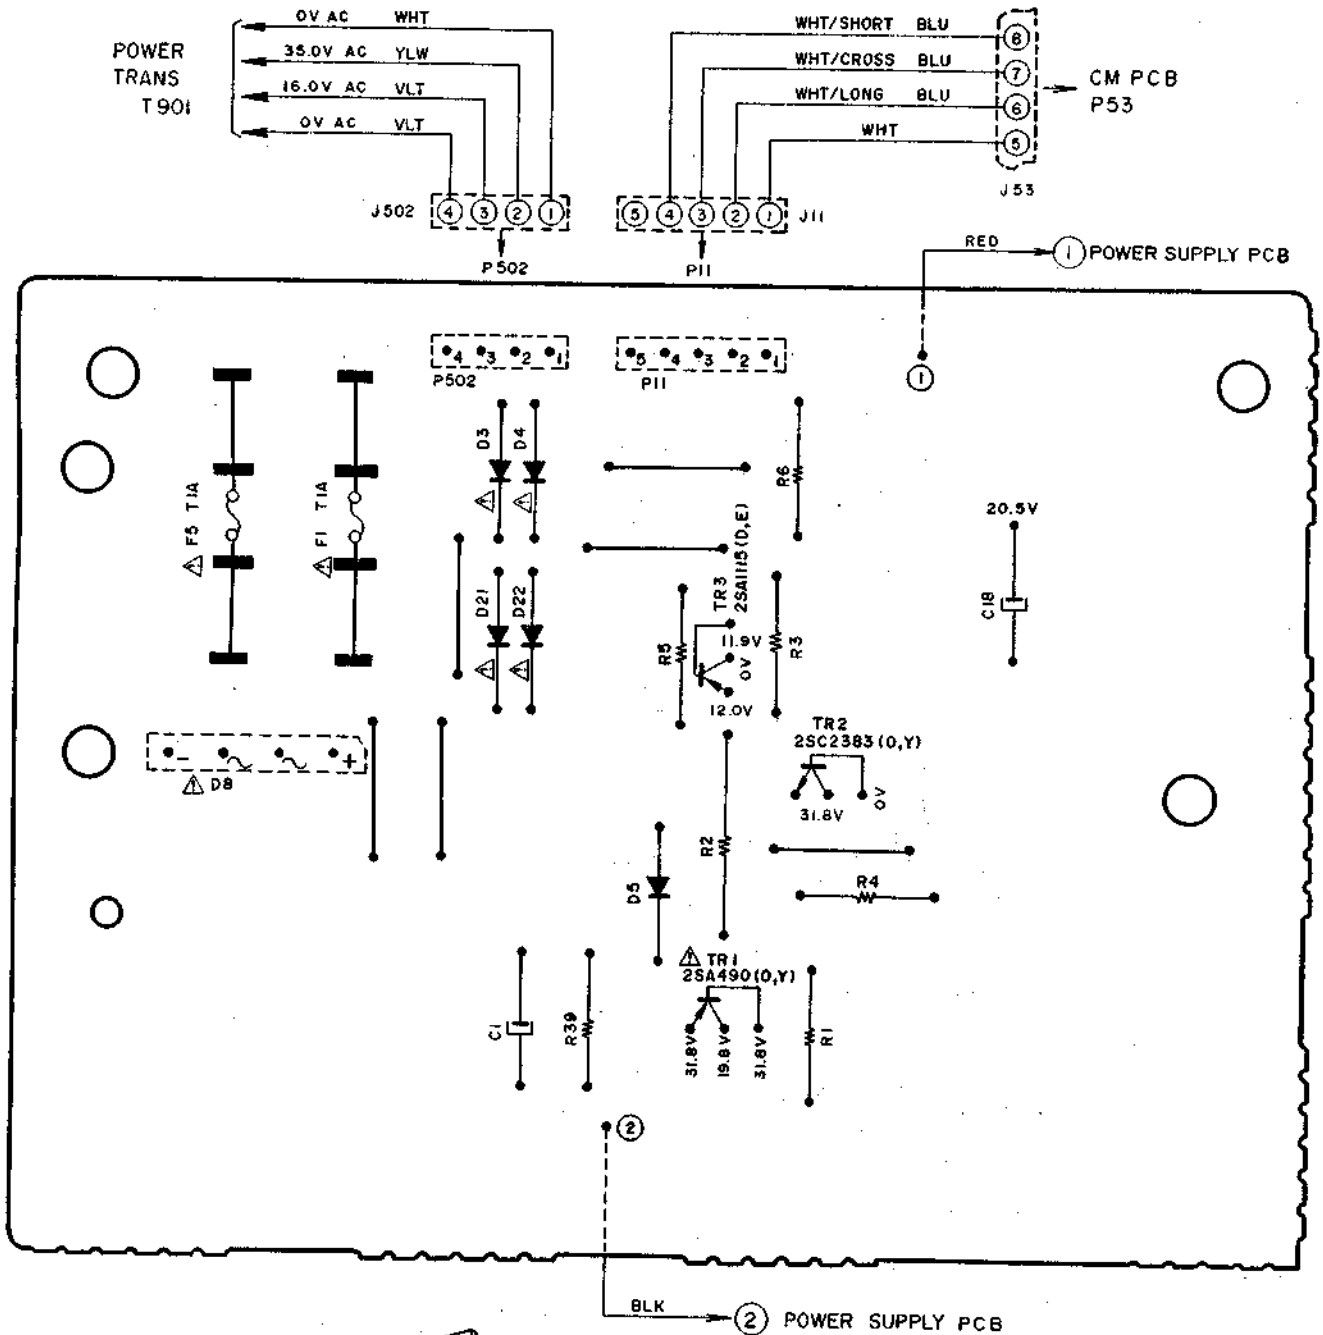 0V AC WHT
35.0V AC YLW
16.0V AC VLT
0V AC VLT
POWER
TRANS
T901
WHT/SHORT BLU
WHT/CROSS BLU
WHT/LONG BLU
WHT
8
7
6
5
CM PCB
P53
J53
J502 4 3 2 1
5 4 3 2 1 J11
P502
P11
RED
1 POWER SUPPLY PCB
4 3 2 1
P502
5 4 3 2 1
P11
1
F5 T1A
F1 T1A
D3
D4
R6
20.5V
C18
D21
D22
R5
TR3
2SA1115(D,E)
11.9V
0V
12.0V
R3
TR2
2SC2383(O,Y)
31.8V
0V
- ~ ~ +
D8
R2
D5
R4
TR1
2SA490(O,Y)
31.8V
19.8V
31.8V
C1
R39
R1
2
BLK
2 POWER SUPPLY PCB